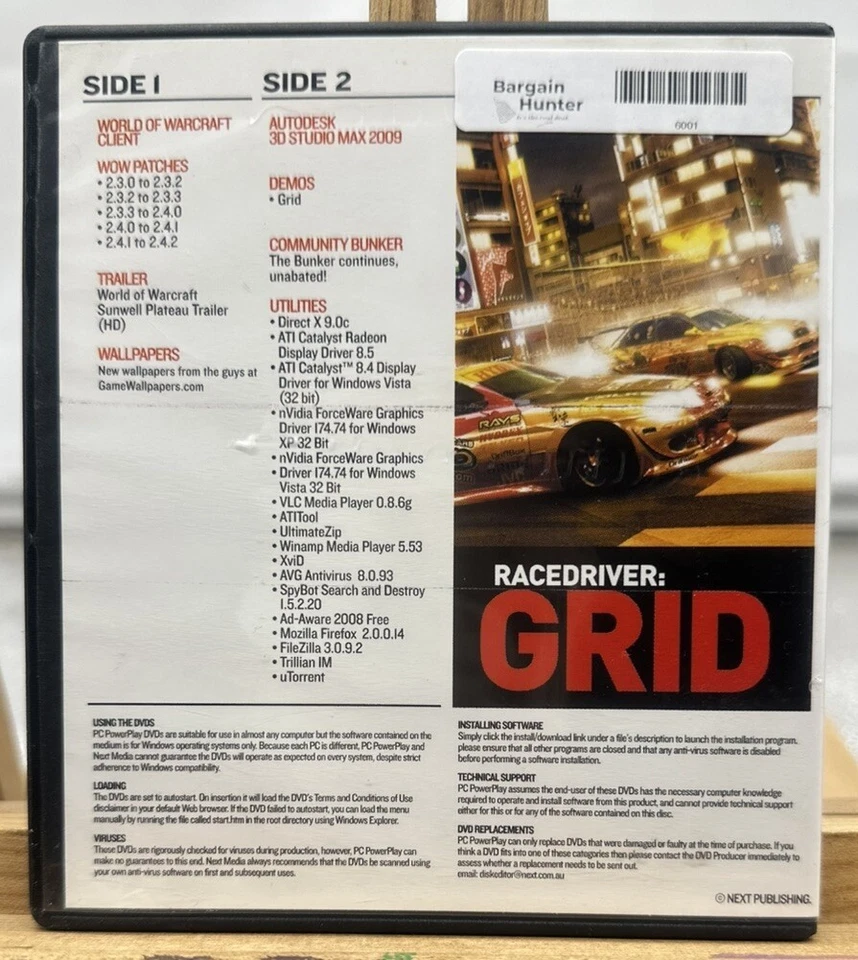 SIDE 1
WORLD OF WARCRAFT
CLIENT
WOW PATCHES
• 2.3.0 to 2.3.2
• 2.3.2 to 2.3.3
• 2.3.3 to 2.4.0
• 2.4.0 to 2.4.1
• 2.4.1 to 2.4.2
TRAILER
World of Warcraft
Sunwell Plateau Trailer
(HD)
WALLPAPERS
New wallpapers from the guys at
GameWallpapers.com
SIDE 2
AUTODESK
3D STUDIO MAX 2009
DEMOS
• Grid
COMMUNITY BUNKER
The Bunker continues,
unabated!
UTILITIES
• Direct X 9.0c
• ATI Catalyst Radeon
Display Driver 8.5
• ATI Catalyst™ 8.4 Display
Driver for Windows Vista
(32 bit)
• nVidia ForceWare Graphics
Driver 174.74 for Windows
XP 32 Bit
• nVidia ForceWare Graphics
• Driver 174.74 for Windows
Vista 32 Bit
• VLC Media Player 0.8.6g
• ATITool
• UltimateZip
• Winamp Media Player 5.53
• XviD
• AVG Antivirus 8.0.93
• SpyBot Search and Destroy
1.5.2.20
• Ad-Aware 2008 Free
• Mozilla Firefox 2.0.0.14
• FileZilla 3.0.9.2
• Trillian IM
• uTorrent
Bargain
Hunter
6001
RAYS
RACEDRIVER:
GRID
USING THE DVDS
PC PowerPlay DVDs are suitable for use in almost any computer but the software contained on the
medium is for Windows operating systems only. Because each PC is different, PC PowerPlay and
Next Media cannot guarantee the DVDs will operate as expected on every system, despite strict
adherence to Windows compatibility.
LOADING
The DVDs are set to autostart. On insertion it will load the DVD's Terms and Conditions of Use
disclaimer in your default Web browser. If the DVD failed to autostart, you can load the menu
manually by running the file called start.htm in the root directory using Windows Explorer.
VIRUSES
These DVDs are rigorously checked for viruses during production, however, PC PowerPlay can
make no guarantees to this end. Next Media always recommends that the DVDs be scanned using
your own anti-virus software on first and subsequent uses.
INSTALLING SOFTWARE
Simply click the install/download link under a file's description to launch the installation program,
please ensure that all other programs are closed and that any anti-virus software is disabled
before performing a software installation.
TECHNICAL SUPPORT
PC PowerPlay assumes the end-user of these DVDs has the necessary computer knowledge
required to operate and install software from this product, and cannot provide technical support
either for this or for any of the software contained on this disc.
DVD REPLACEMENTS
PC PowerPlay can only replace DVDs that were damaged or faulty at the time of purchase. If you
think a DVD fits into one of these categories then please contact the DVD Producer immediately to
assess whether a replacement needs to be sent out.
email: diskeditor@next.com.au
© NEXT PUBLISHING.